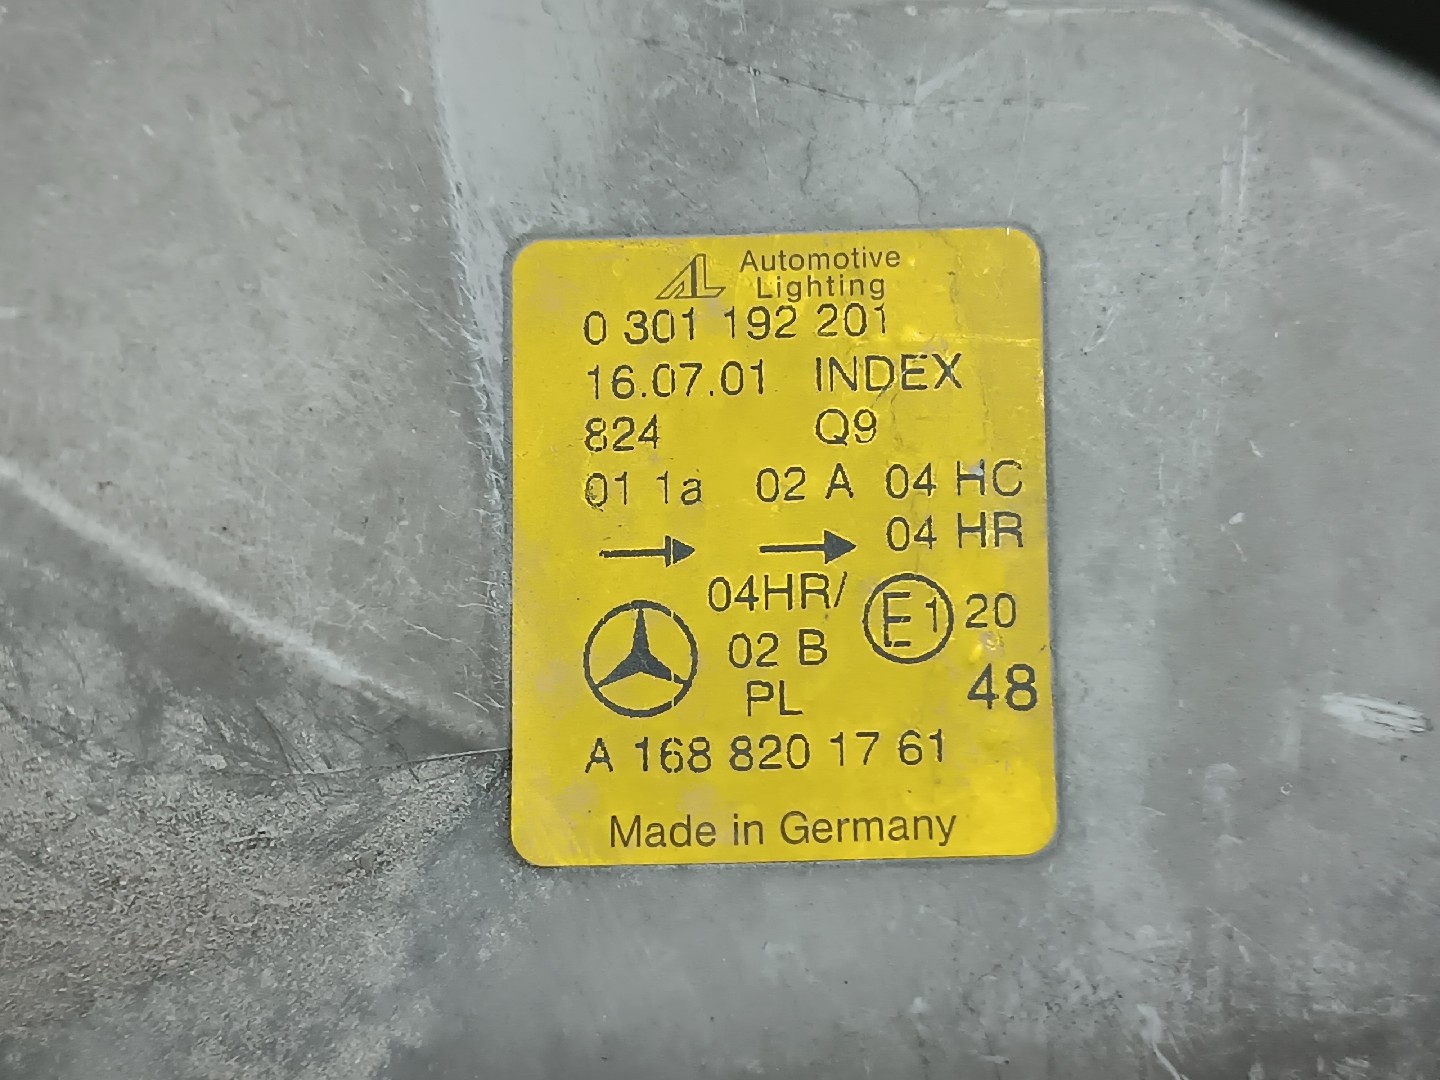 AL Automotive
Lighting
0 301 192 201
16.07.01 INDEX
824 Q9
01 1a 02 A 04 HC
04 HR
04HR/
E1 20
02 B
48
PL
A 168 820 17 61
Made in Germany